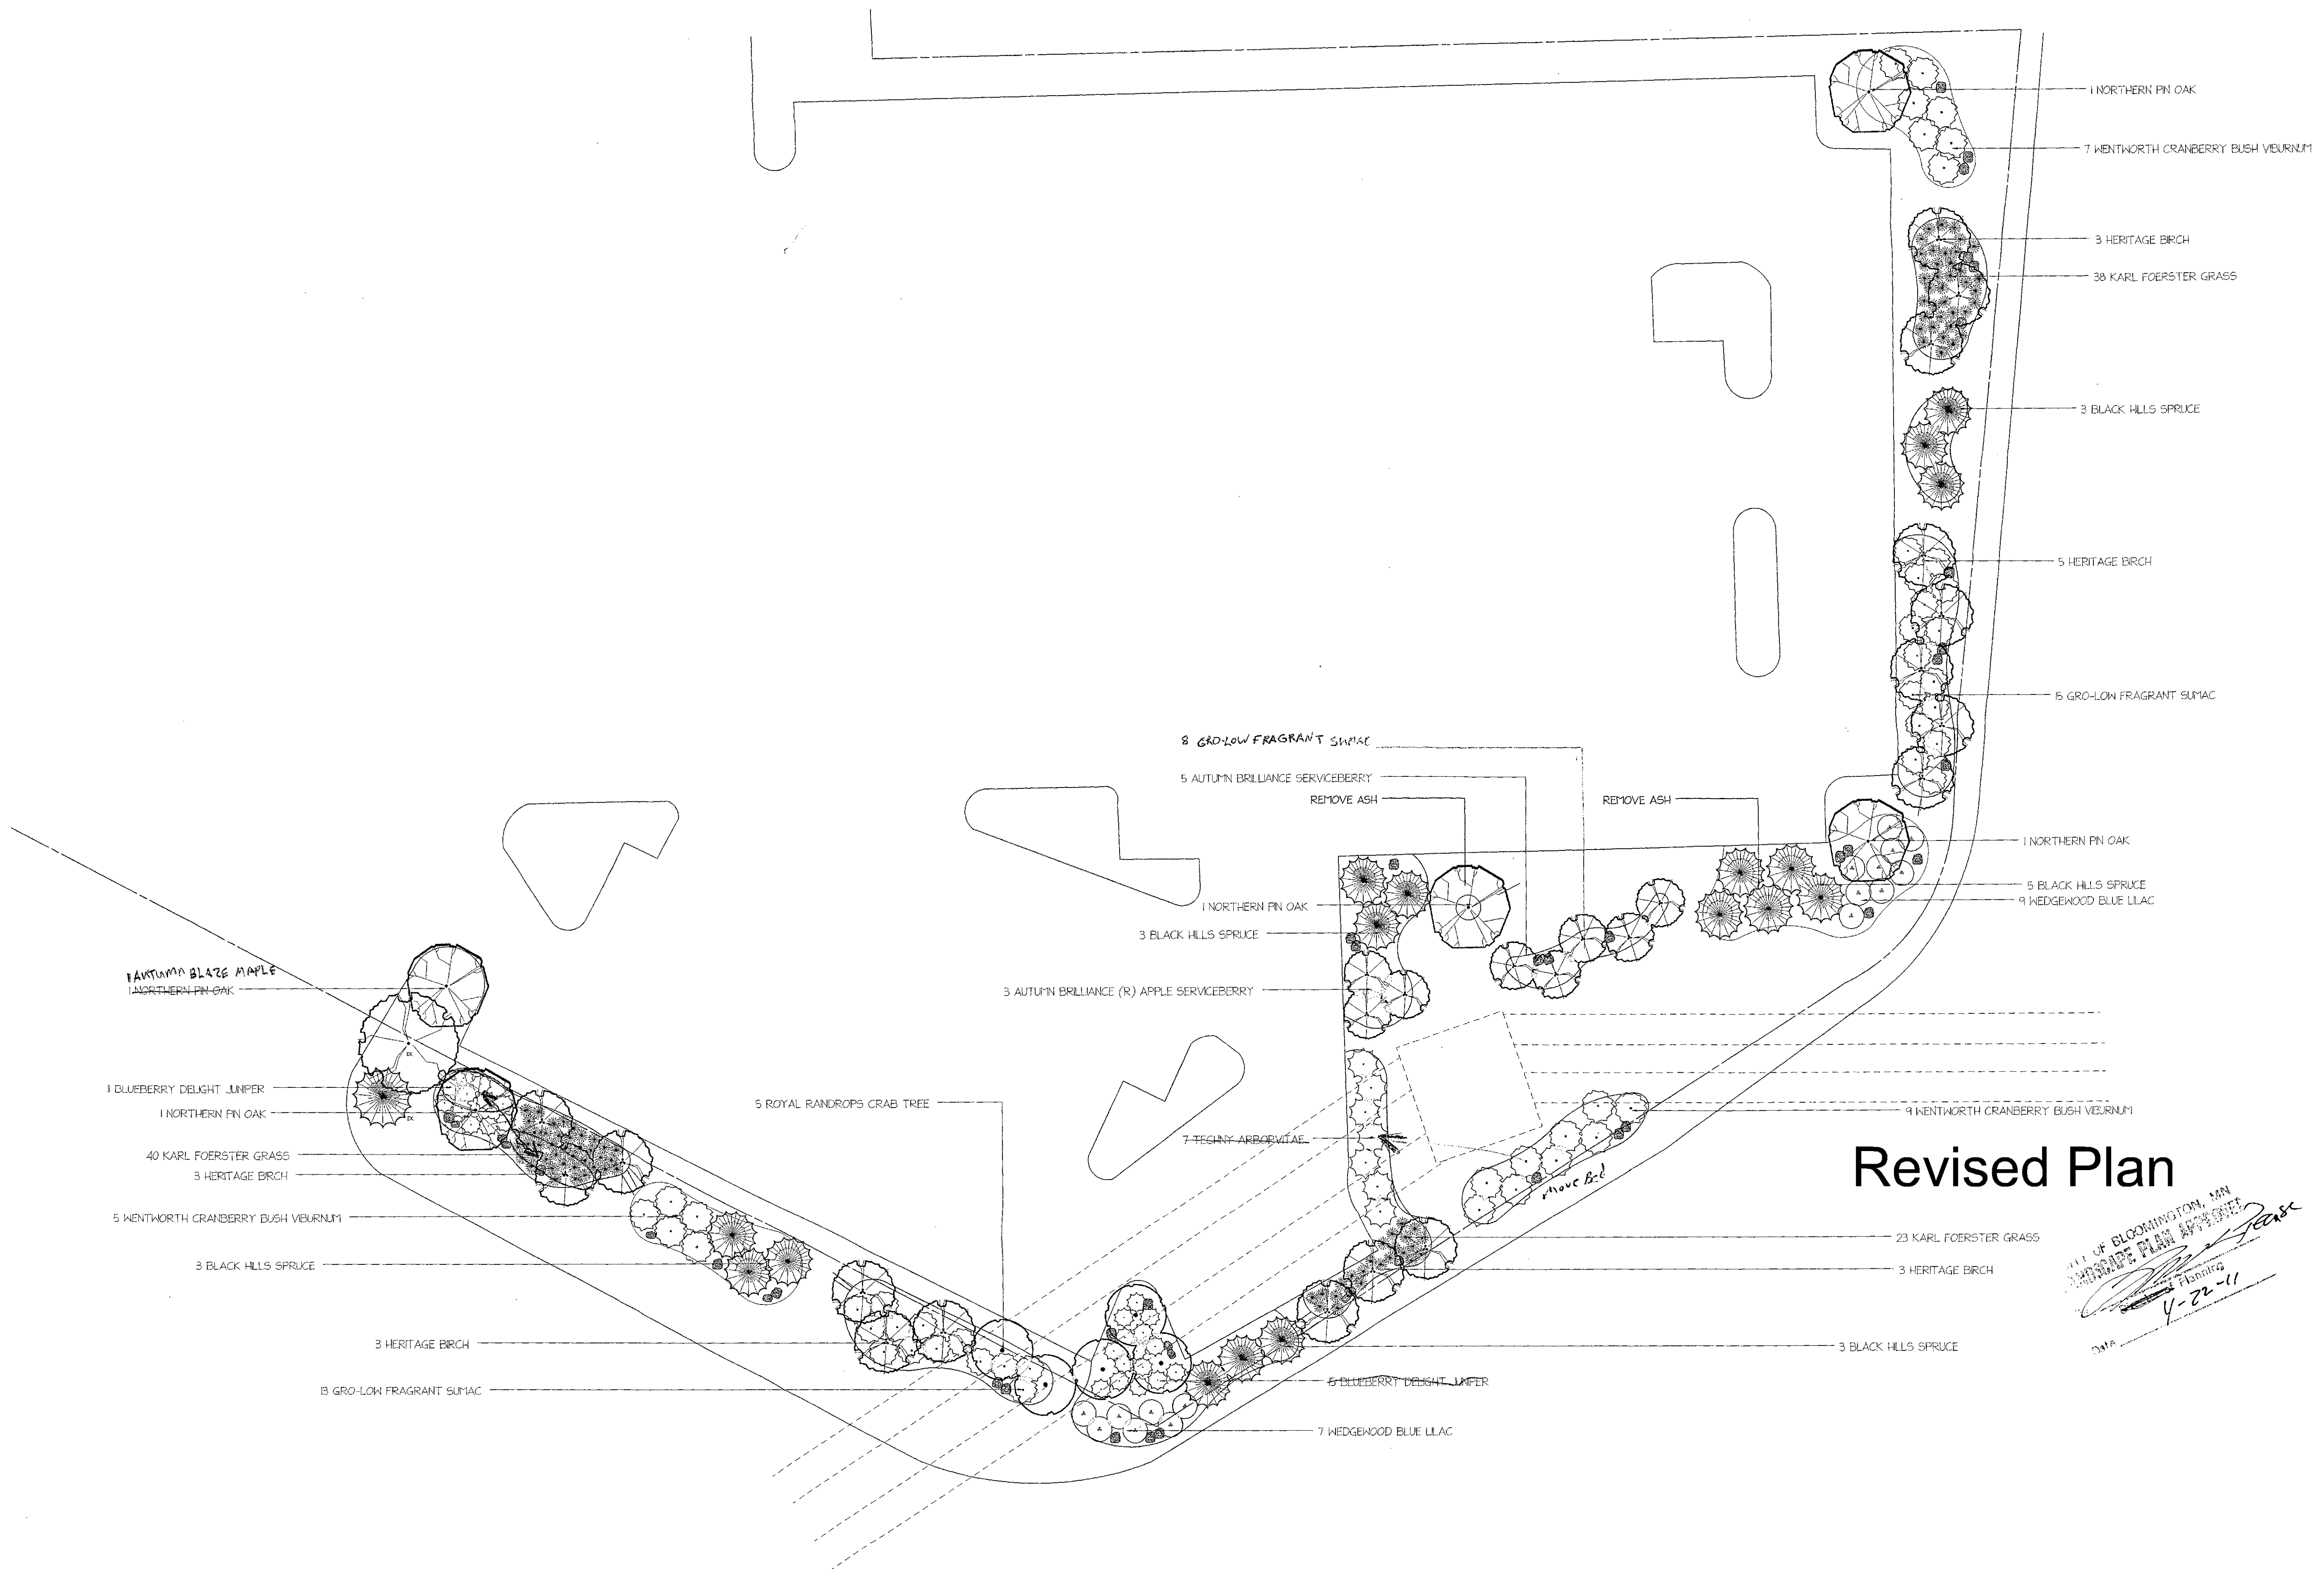 1 NORTHERN PIN OAK
7 WENTWORTH CRANBERRY BUSH VIBURNUM
3 HERITAGE BIRCH
38 KARL FOERSTER GRASS
3 BLACK HILLS SPRUCE
5 HERITAGE BIRCH
15 GRO-LOW FRAGRANT SUMAC
8 GRO-LOW FRAGRANT SUMAC
5 AUTUMN BRILLIANCE SERVICEBERRY
REMOVE ASH
REMOVE ASH
1 NORTHERN PIN OAK
5 BLACK HILLS SPRUCE
9 WEDGEWOOD BLUE LILAC
1 NORTHERN PIN OAK
3 BLACK HILLS SPRUCE
3 AUTUMN BRILLIANCE (R) APPLE SERVICEBERRY
1 AUTUMN BLAZE MAPLE
1 NORTHERN PIN OAK
EX.
EX.
1 BLUEBERRY DELIGHT JUNIPER
1 NORTHERN PIN OAK
40 KARL FOERSTER GRASS
3 HERITAGE BIRCH
5 WENTWORTH CRANBERRY BUSH VIBURNUM
3 BLACK HILLS SPRUCE
3 HERITAGE BIRCH
13 GRO-LOW FRAGRANT SUMAC
5 ROYAL RAINDROPS CRAB TREE
7 TECHNY ARBORVITAE
9 WENTWORTH CRANBERRY BUSH VIBURNUM
Move Bed
Revised Plan
23 KARL FOERSTER GRASS
3 HERITAGE BIRCH
3 BLACK HILLS SPRUCE
15 BLUEBERRY DELIGHT JUNIPER
7 WEDGEWOOD BLUE LILAC
OF BLOOMINGTON, MN
LANDSCAPE PLAN APPROVED
Planning
4-22-11
Date